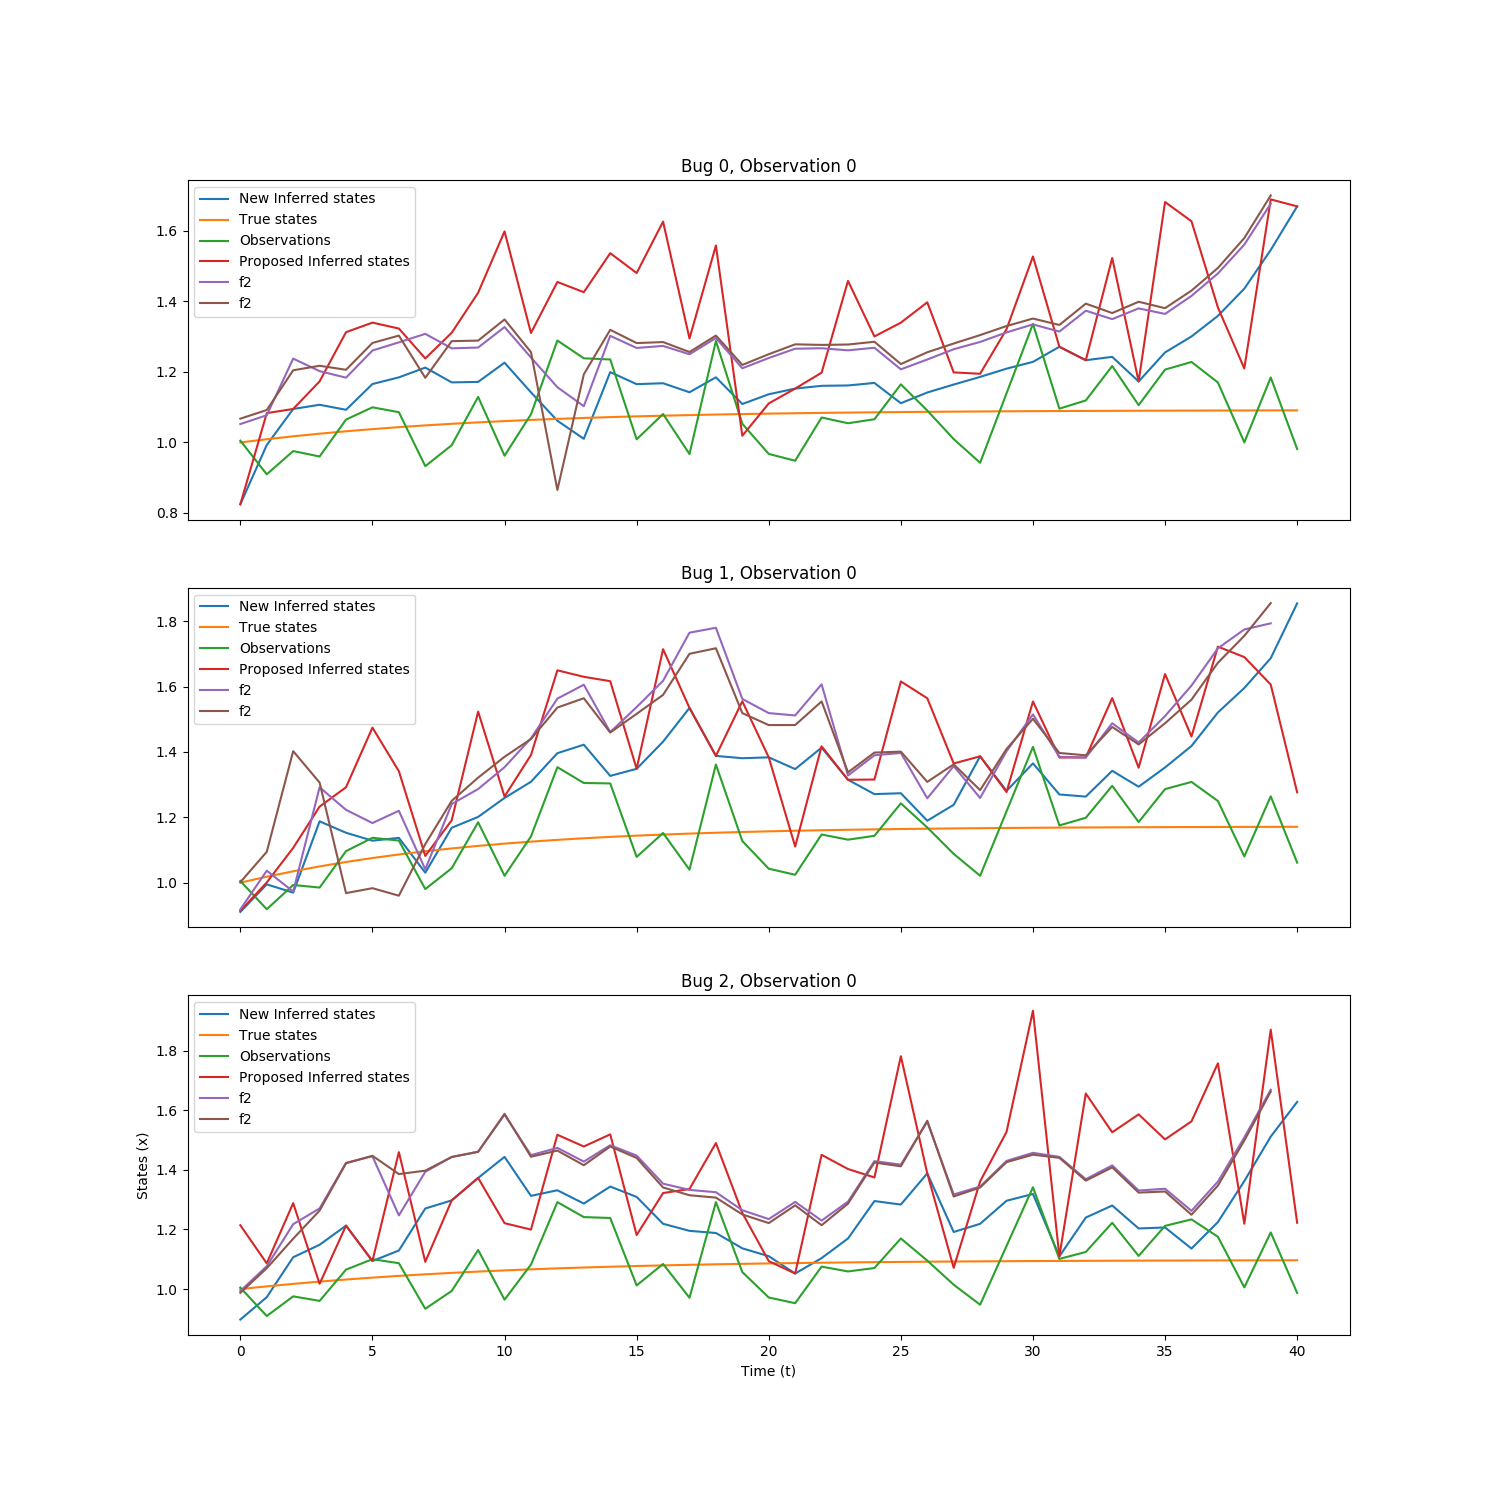 Bug 0, Observation 0
New Inferred states
True states
Observations
Proposed Inferred states
f2
f2
1.6
1.4
1.2
1.0
0.8
Bug 1, Observation 0
New Inferred states
True states
Observations
Proposed Inferred states
f2
f2
1.8
1.6
1.4
1.2
1.0
Bug 2, Observation 0
New Inferred states
True states
Observations
Proposed Inferred states
f2
f2
1.8
1.6
1.4
1.2
1.0
States (x)
0 5 10 15 20 25 30 35 40
Time (t)